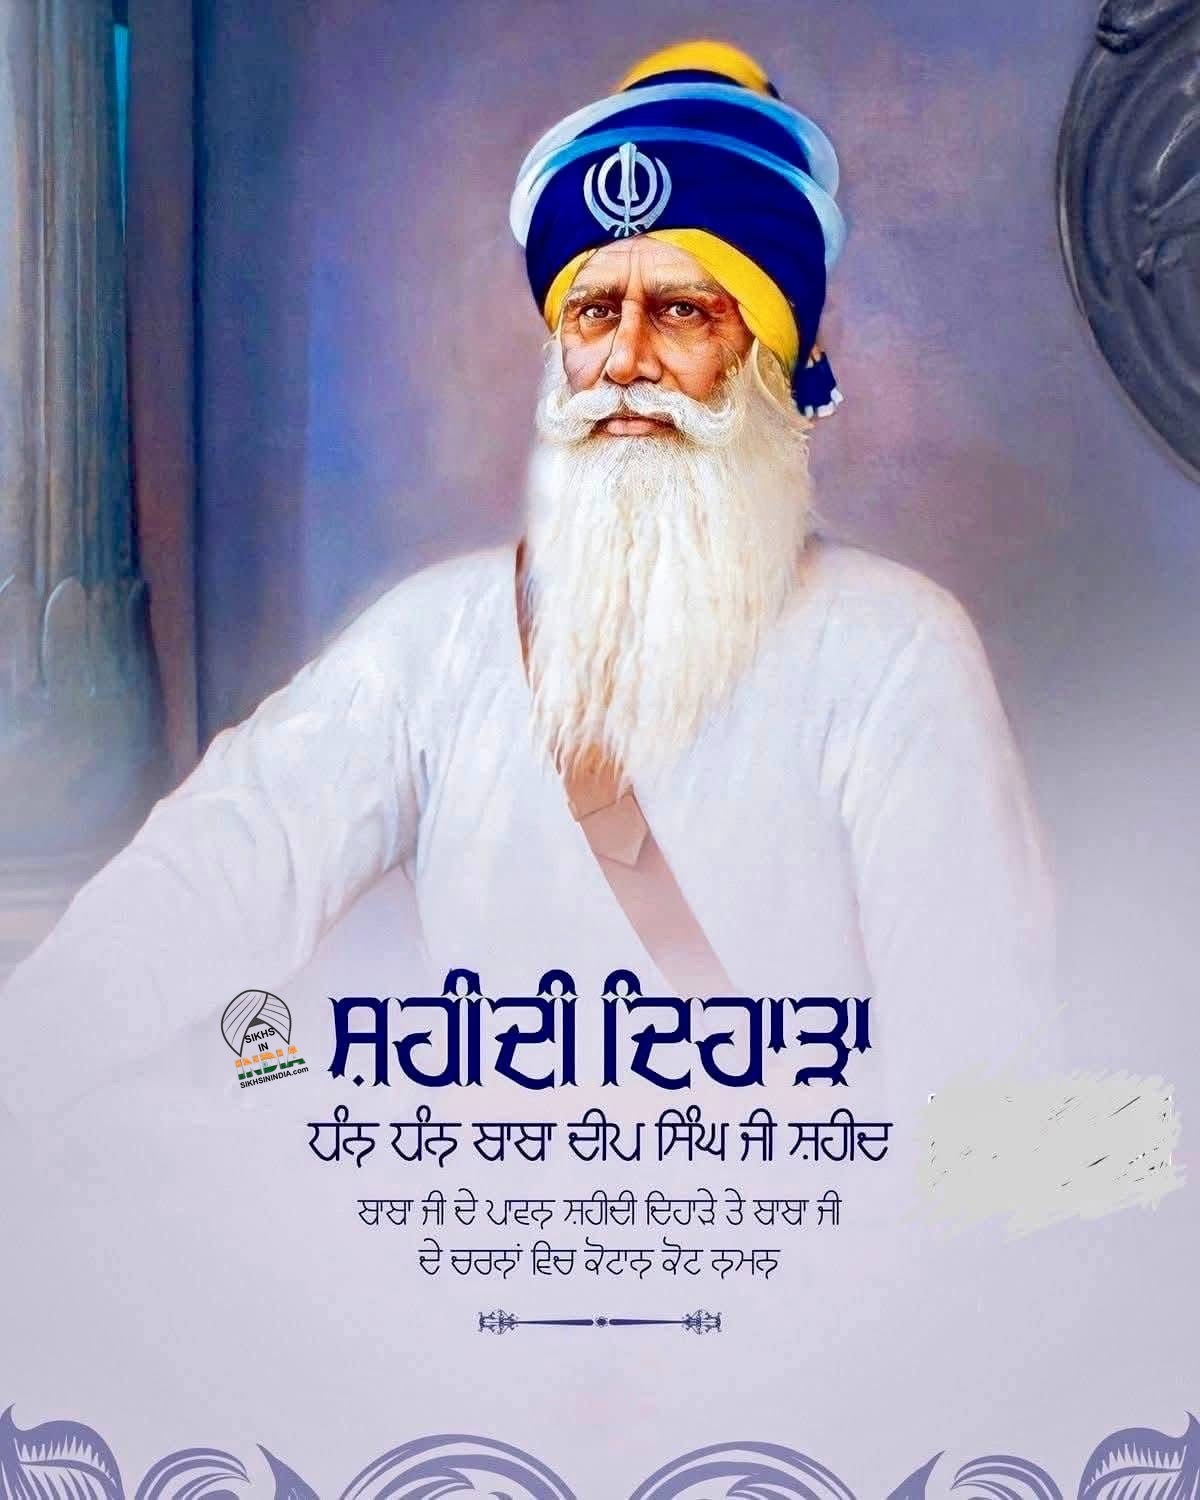 SIKHS
IN
INDIA
SIKHSININDIA.com
ਸ਼ਹੀਦੀ ਦਿਹਾੜਾ
ਧੰਨ ਧੰਨ ਬਾਬਾ ਦੀਪ ਸਿੰਘ ਜੀ ਸ਼ਹੀਦ
ਬਾਬਾ ਜੀ ਦੇ ਪਾਵਨ ਸ਼ਹੀਦੀ ਦਿਹਾੜੇ ਤੇ ਬਾਬਾ ਜੀ
ਦੇ ਚਰਨਾਂ ਵਿਚ ਕੋਟਾਨ ਕੋਟ ਨਮਨ